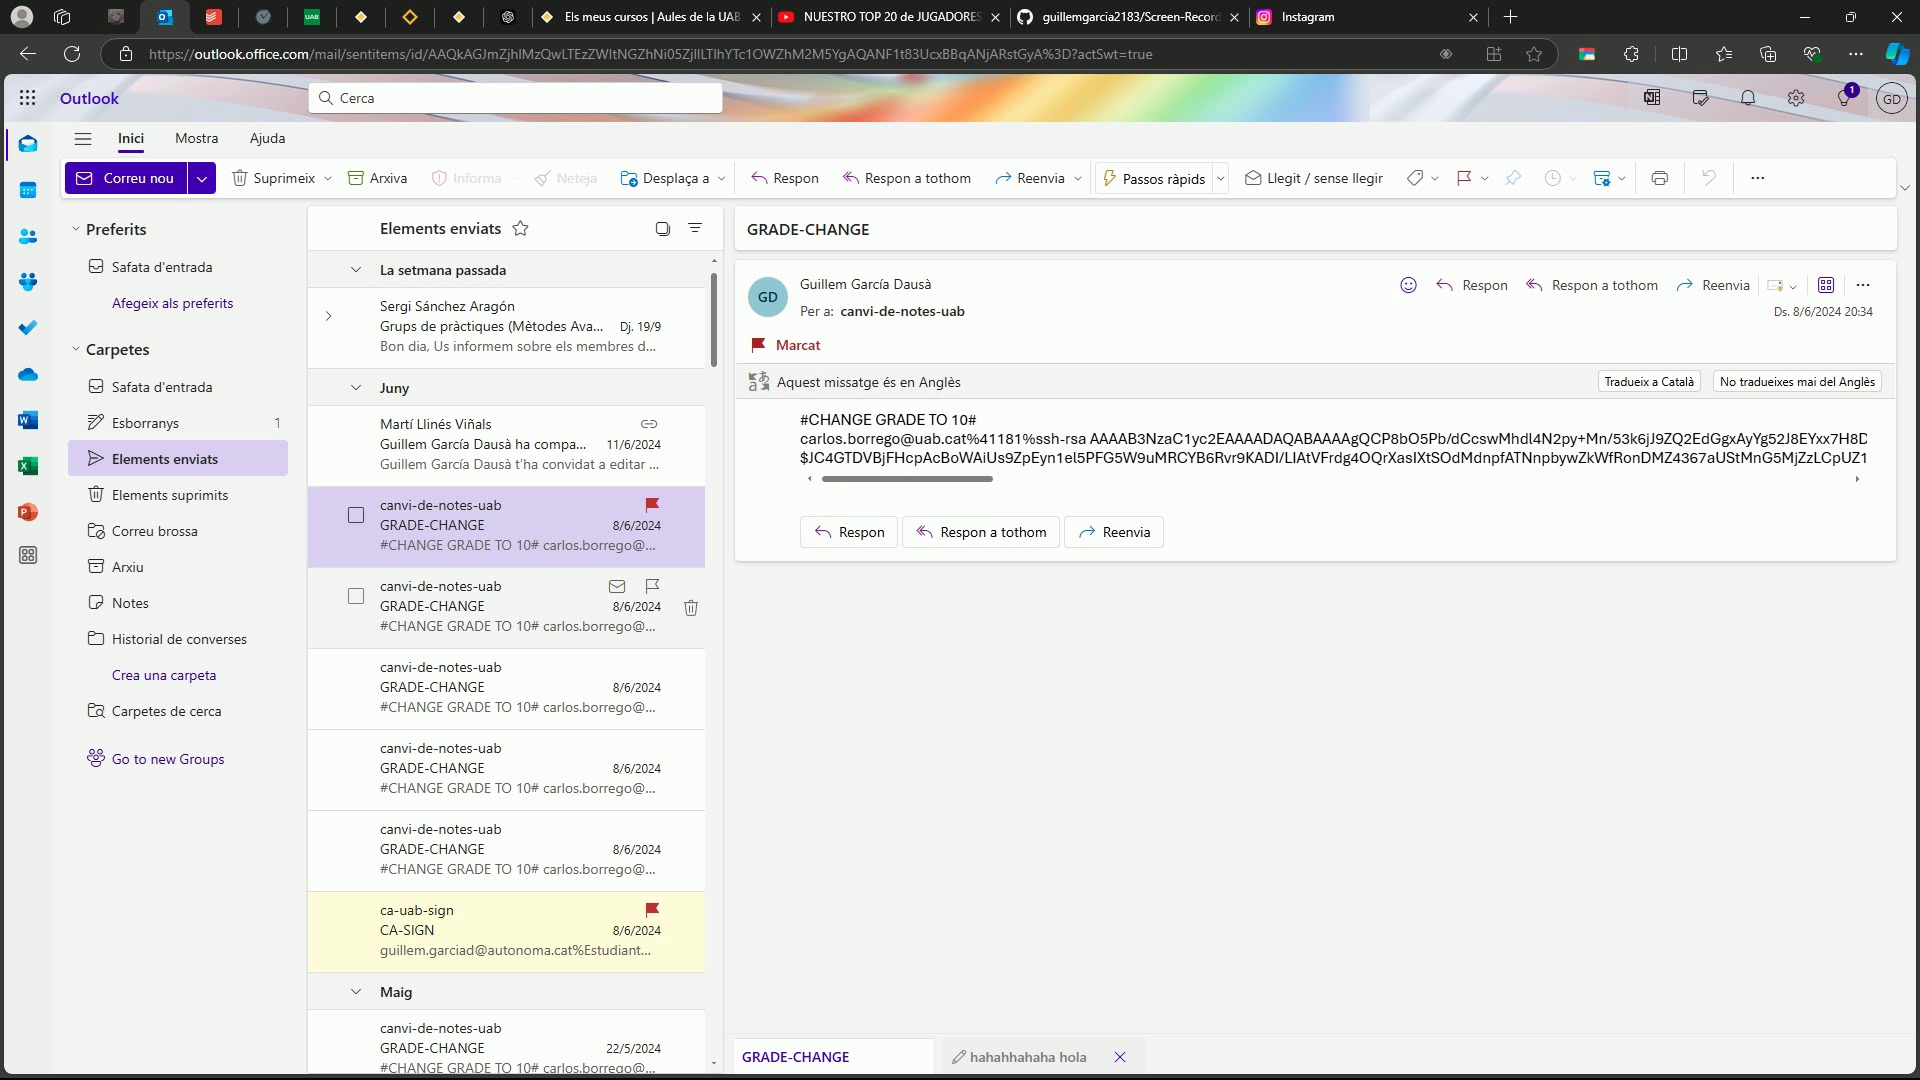 Els meus cursos | Aules de la UAB
NUESTRO TOP 20 de JUGADORES
guillemgarcia2183/Screen-Record
Instagram
https://outlook.office.com/mail/sentitems/id/AAQkAGJmZjhlMzQwLTEzZWItNGZhNi05ZjllLTlhYTc1OWZhM2M5YgAQANF1t83UcxBBqANjARstGyA%3D?actSwt=true
Outlook
Cerca
1
GD
Inici
Mostra
Ajuda
Correu nou
Suprimeix
Arxiva
Informa
Neteja
Desplaça a
Respon
Respon a tothom
Reenvia
Passos ràpids
Llegit / sense llegir
Preferits
Safata d'entrada
Afegeix als preferits
Carpetes
Safata d'entrada
Esborranys 1
Elements enviats
Elements suprimits
Correu brossa
Arxiu
Notes
Historial de converses
Crea una carpeta
Carpetes de cerca
Go to new Groups
Elements enviats
La setmana passada
Sergi Sánchez Aragón
Grups de pràctiques (Mètodes Ava... Dj. 19/9
Bon dia, Us informem sobre els membres d...
Juny
Martí Llinés Viñals
Guillem García Dausà ha compa... 11/6/2024
Guillem García Dausà t'ha convidat a editar ...
canvi-de-notes-uab
GRADE-CHANGE 8/6/2024
#CHANGE GRADE TO 10# carlos.borrego@...
canvi-de-notes-uab
GRADE-CHANGE 8/6/2024
#CHANGE GRADE TO 10# carlos.borrego@...
canvi-de-notes-uab
GRADE-CHANGE 8/6/2024
#CHANGE GRADE TO 10# carlos.borrego@...
canvi-de-notes-uab
GRADE-CHANGE 8/6/2024
#CHANGE GRADE TO 10# carlos.borrego@...
canvi-de-notes-uab
GRADE-CHANGE 8/6/2024
#CHANGE GRADE TO 10# carlos.borrego@...
ca-uab-sign
CA-SIGN 8/6/2024
guillem.garciad@autonoma.cat%Estudiant...
Maig
canvi-de-notes-uab
GRADE-CHANGE 22/5/2024
#CHANGE GRADE TO 10# carlos.borrego@...
GRADE-CHANGE
GD
Guillem García Dausà
Per a: canvi-de-notes-uab
Respon
Respon a tothom
Reenvia
Ds. 8/6/2024 20:34
Marcat
Aquest missatge és en Anglès
Tradueix a Català
No tradueixes mai del Anglès
#CHANGE GRADE TO 10#
carlos.borrego@uab.cat%41181%ssh-rsa AAAAB3NzaC1yc2EAAAADAQABAAAAgQCP8bO5Pb/dCcswMhdl4N2py+Mn/53k6jJ9ZQ2EdGgxAyYg52J8EYxx7H8D
$JC4GTDVBjFHcpAcBoWAiUs9ZpEyn1el5PFG5W9uMRCYB6Rvr9KADI/LIAtVFrdg4OQrXasIXtSOdMdnpfATNnpbywZkWfRonDMZ4367aUStMnG5MjZzLCpUZ1
Respon
Respon a tothom
Reenvia
GRADE-CHANGE
hahahhahaha hola